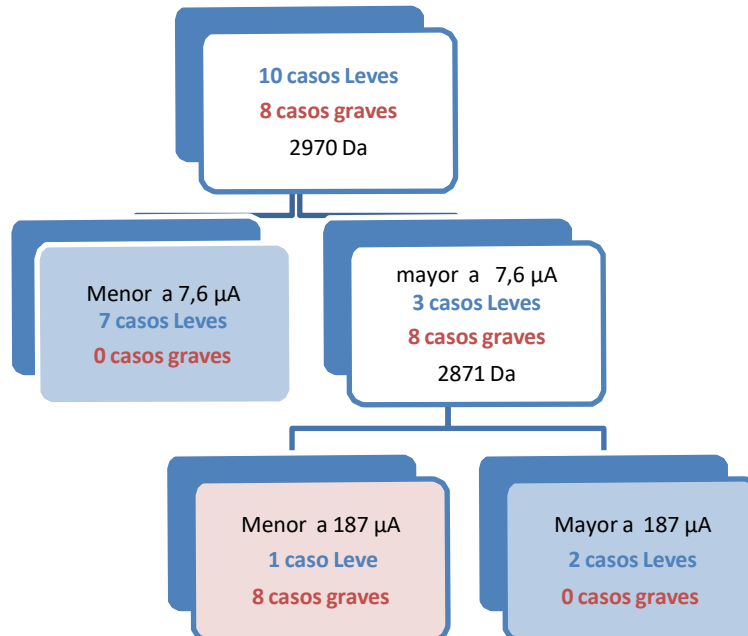 10 casos Leves
8 casos graves
2970 Da
Menor a 7,6 µA
7 casos Leves
0 casos graves
mayor a 7,6 µA
3 casos Leves
8 casos graves
2871 Da
Menor a 187 µA
1 caso Leve
8 casos graves
Mayor a 187 µA
2 casos Leves
0 casos graves